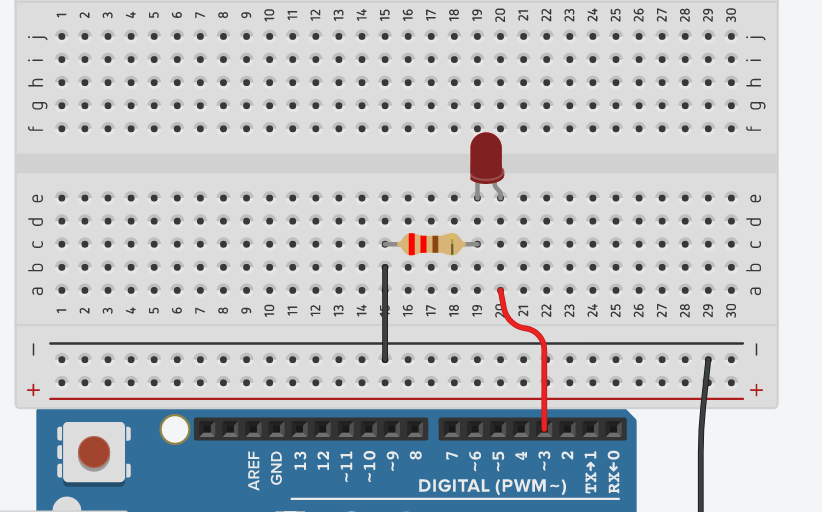 1 2 3 4 5 6 7 8 9 10 11 12 13 14 15 16 17 18 19 20 21 22 23 24 25 26 27 28 29 30
j j
i i
h h
g g
f f
e e
d d
c c
b b
a a
1 2 3 4 5 6 7 8 9 10 11 12 13 14 15 16 17 18 19 20 21 22 23 24 25 26 27 28 29 30
− −
+ +
AREF GND 13 12 ~11 ~10 ~9 8 7 ~6 ~5 4 ~3 2 TX→1 RX←0
DIGITAL (PWM~)